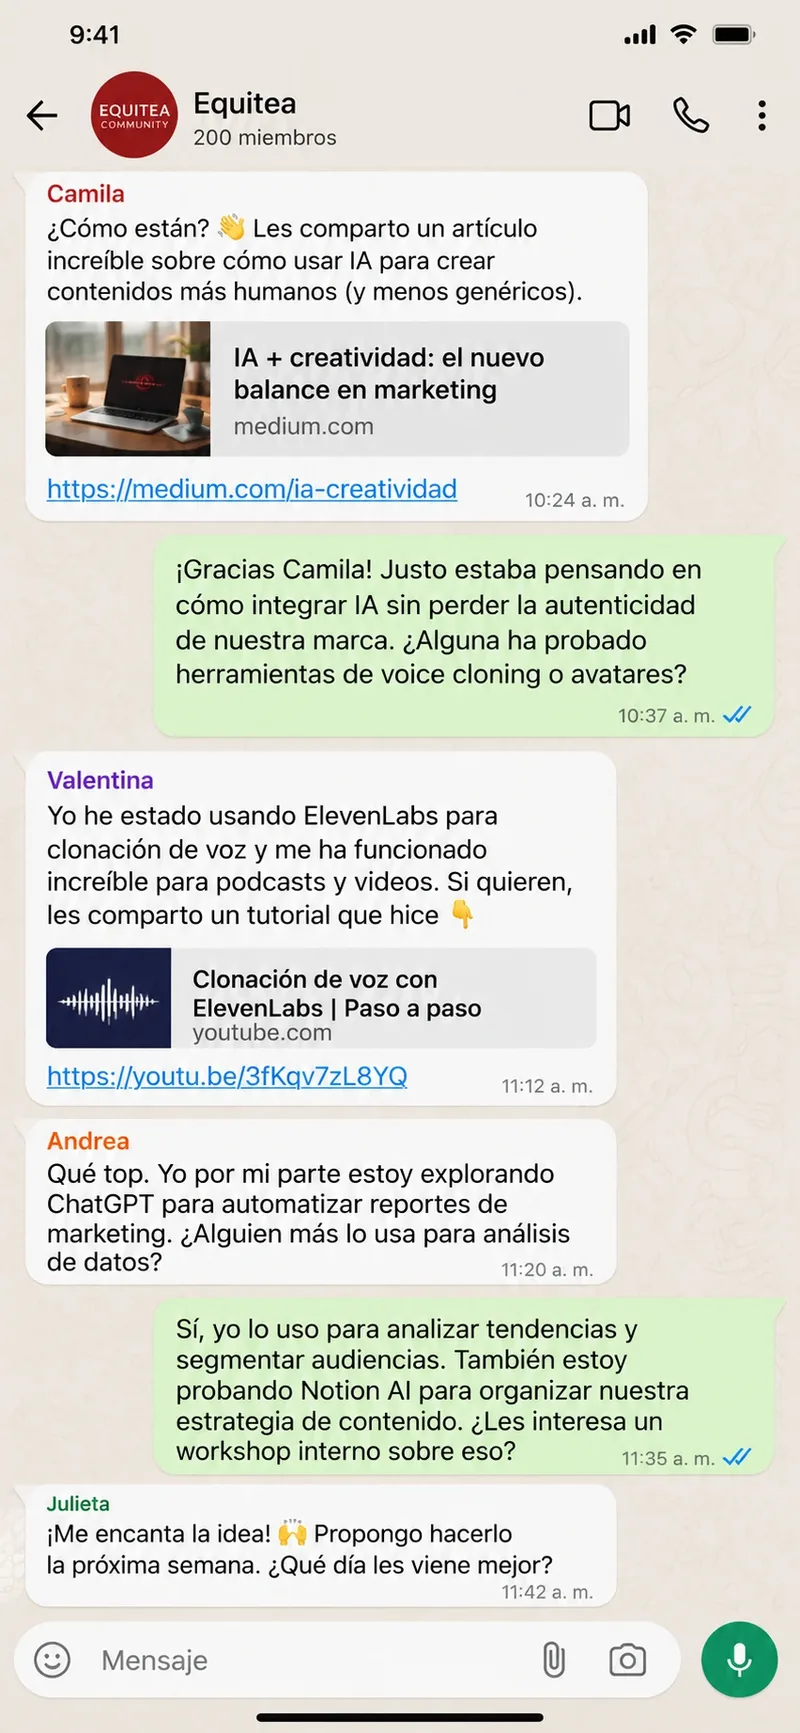 9:41
EQUITEA
COMMUNITY
Equitea
200 miembros
Camila
¿Cómo están? 👋 Les comparto un artículo
increíble sobre cómo usar IA para crear
contenidos más humanos (y menos genéricos).
IA + creatividad: el nuevo
balance en marketing
medium.com
https://medium.com/ia-creatividad
10:24 a. m.
¡Gracias Camila! Justo estaba pensando en
cómo integrar IA sin perder la autenticidad
de nuestra marca. ¿Alguna ha probado
herramientas de voice cloning o avatares?
10:37 a. m.
Valentina
Yo he estado usando ElevenLabs para
clonación de voz y me ha funcionado
increíble para podcasts y videos. Si quieren,
les comparto un tutorial que hice 👇
Clonación de voz con
ElevenLabs | Paso a paso
youtube.com
https://youtu.be/3fKqv7zL8YQ
11:12 a. m.
Andrea
Qué top. Yo por mi parte estoy explorando
ChatGPT para automatizar reportes de
marketing. ¿Alguien más lo usa para análisis
de datos?
11:20 a. m.
Sí, yo lo uso para analizar tendencias y
segmentar audiencias. También estoy
probando Notion AI para organizar nuestra
estrategia de contenido. ¿Les interesa un
workshop interno sobre eso?
11:35 a. m.
Julieta
¡Me encanta la idea! 🙌 Propongo hacerlo
la próxima semana. ¿Qué día les viene mejor?
11:42 a. m.
Mensaje